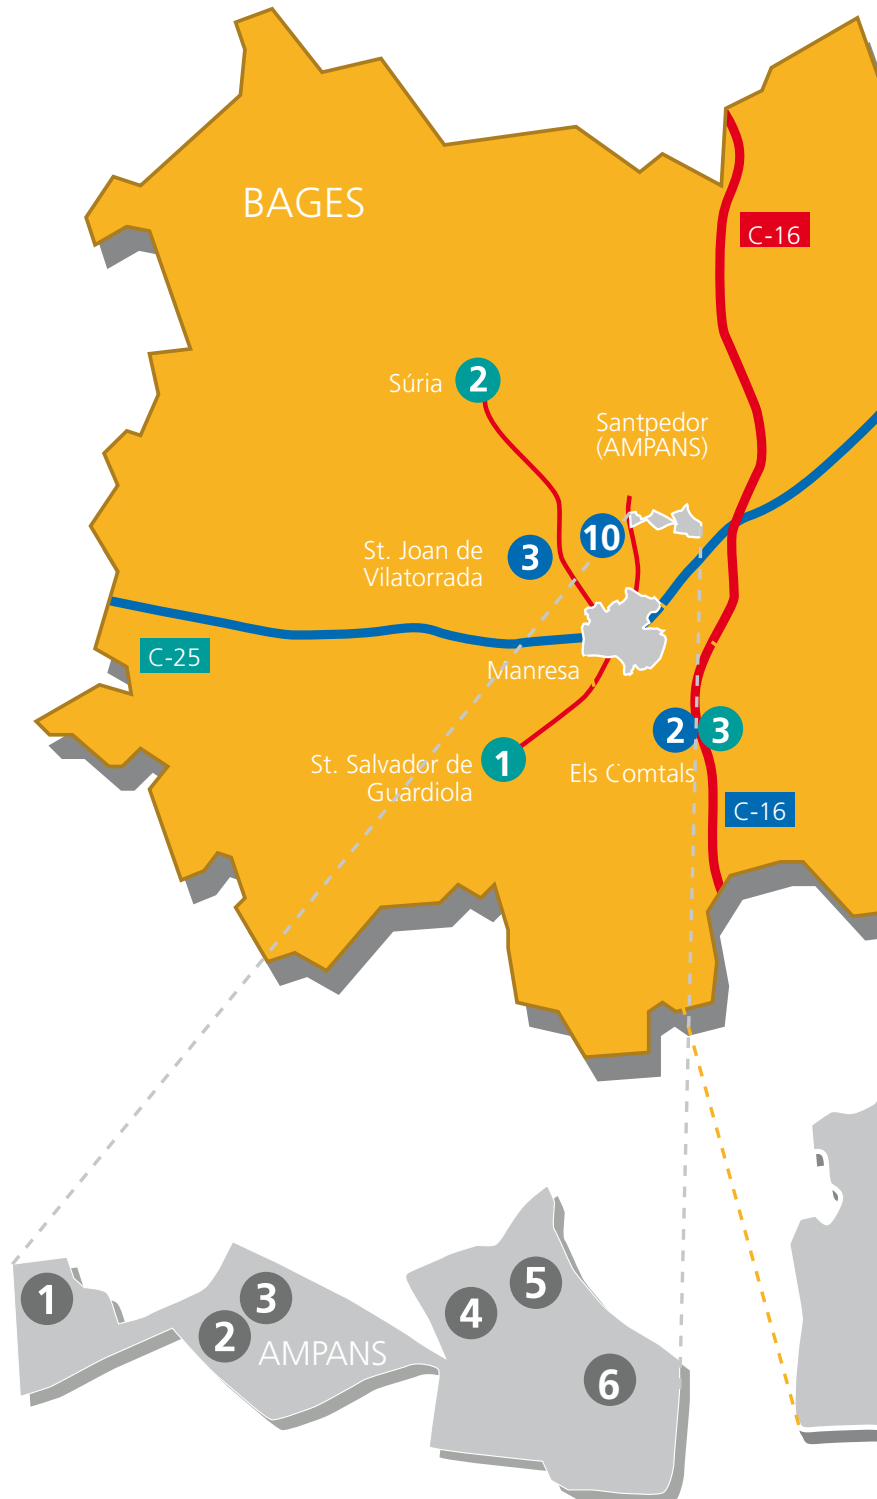 BAGES
C-16
Súria
2
Santpedor
(AMPANS)
10
St. Joan de
Vilatorrada
3
C-25
Manresa
2
3
St. Salvador de
Guardiola
1
Els Comtals
C-16
1
2
3
AMPANS
4
5
6